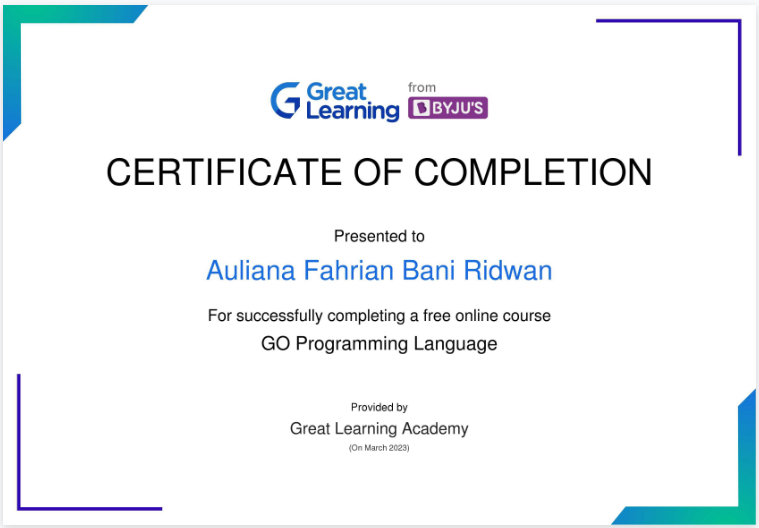 Great Learning from BYJU'S
CERTIFICATE OF COMPLETION
Presented to
Auliana Fahrian Bani Ridwan
For successfully completing a free online course
GO Programming Language
Provided by
Great Learning Academy
(On March 2023)